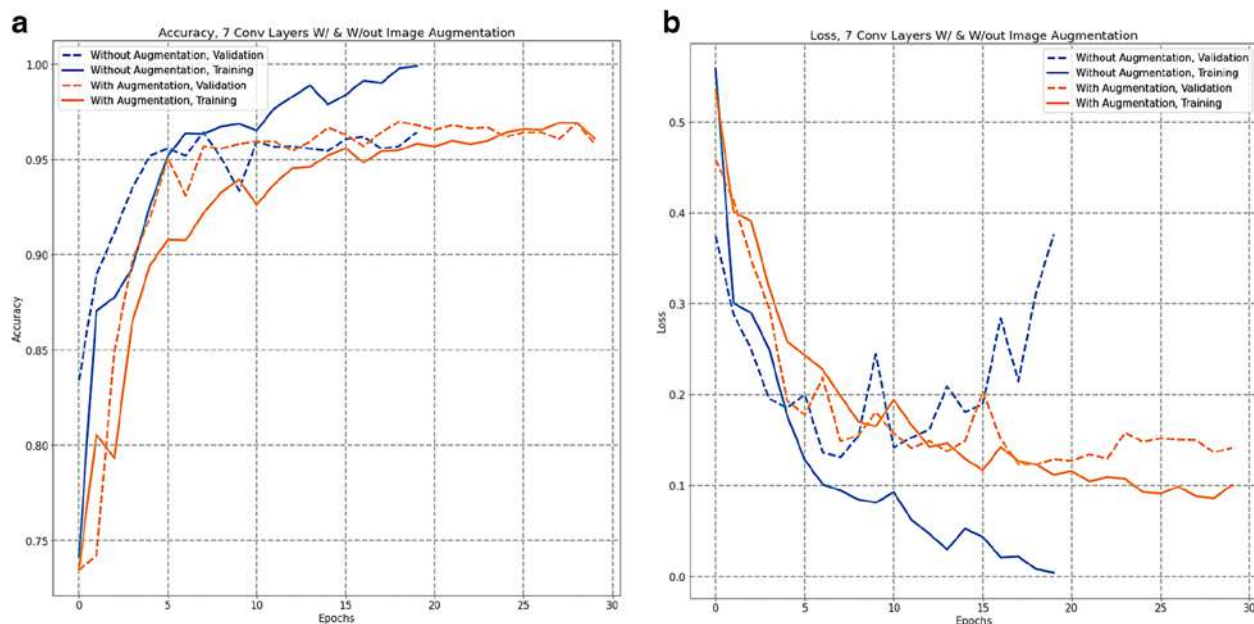 a
Accuracy, 7 Conv Layers W/ & W/out Image Augmentation
Without Augmentation, Validation
Without Augmentation, Training
With Augmentation, Validation
With Augmentation, Training
1.00
0.95
0.90
0.85
0.80
0.75
Accuracy
0 5 10 15 20 25 30
Epochs
b
Loss, 7 Conv Layers W/ & W/out Image Augmentation
Without Augmentation, Validation
Without Augmentation, Training
With Augmentation, Validation
With Augmentation, Training
0.5
0.4
0.3
0.2
0.1
0.0
Loss
0 5 10 15 20 25 30
Epochs